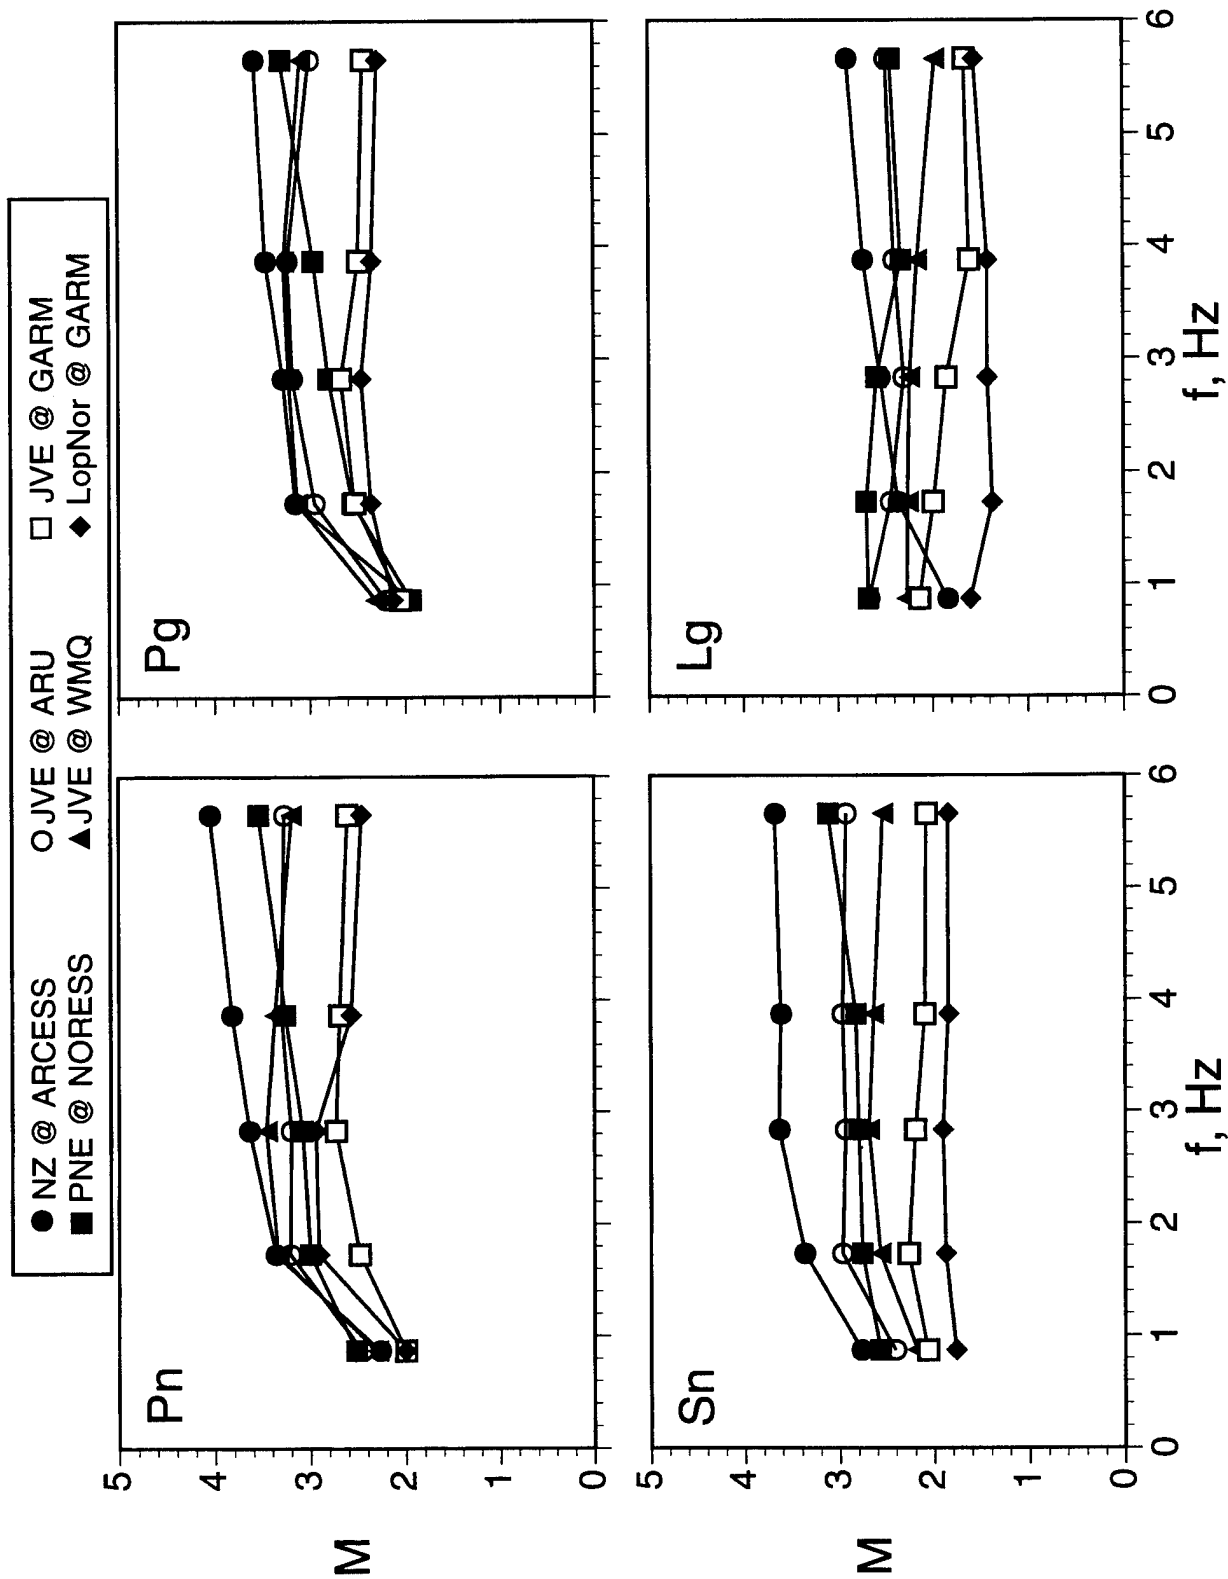 ● NZ @ ARCESS ○ JVE @ ARU □ JVE @ GARM
■ PNE @ NORESS ▲ JVE @ WMQ ◆ LopNor @ GARM
Pn
Pg
M
5
4
3
2
1
0
Sn
Lg
M
5
4
3
2
1
0
0 1 2 3 4 5 6
0 1 2 3 4 5 6
f, Hz
f, Hz